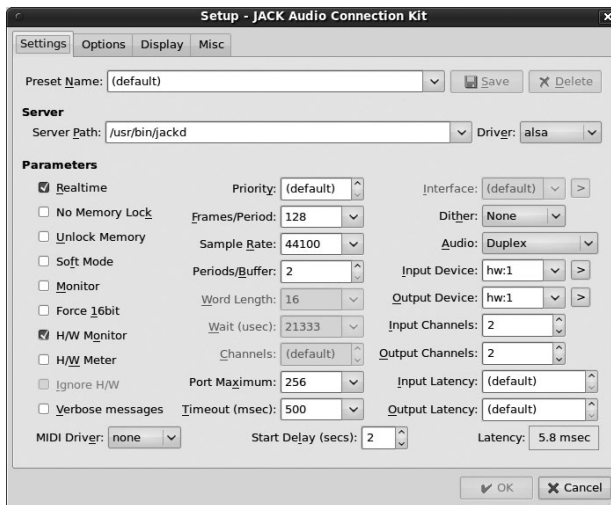 Setup - JACK Audio Connection Kit
Settings Options Display Misc
Preset Name: (default) Save Delete
Server
Server Path: /usr/bin/jackd Driver: alsa
Parameters
Realtime Priority: (default) Interface: (default) >
No Memory Lock Frames/Period: 128 Dither: None
Unlock Memory Sample Rate: 44100 Audio: Duplex
Soft Mode Periods/Buffer: 2 Input Device: hw:1 >
Monitor Word Length: 16 Output Device: hw:1 >
Force 16bit Wait (usec): 21333 Input Channels: 2
H/W Monitor Channels: (default) Output Channels: 2
H/W Meter Port Maximum: 256 Input Latency: (default)
Ignore H/W Timeout (msec): 500 Output Latency: (default)
Verbose messages
MIDI Driver: none Start Delay (secs): 2 Latency: 5.8 msec
OK Cancel